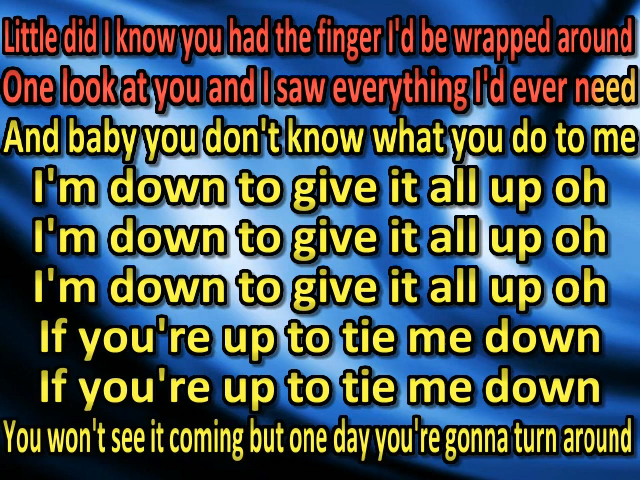 Little did I know you had the finger I'd be wrapped around
One look at you and I saw everything I'd ever need
And baby you don't know what you do to me
I'm down to give it all up oh
I'm down to give it all up oh
I'm down to give it all up oh
If you're up to tie me down
If you're up to tie me down
You won't see it coming but one day you're gonna turn around